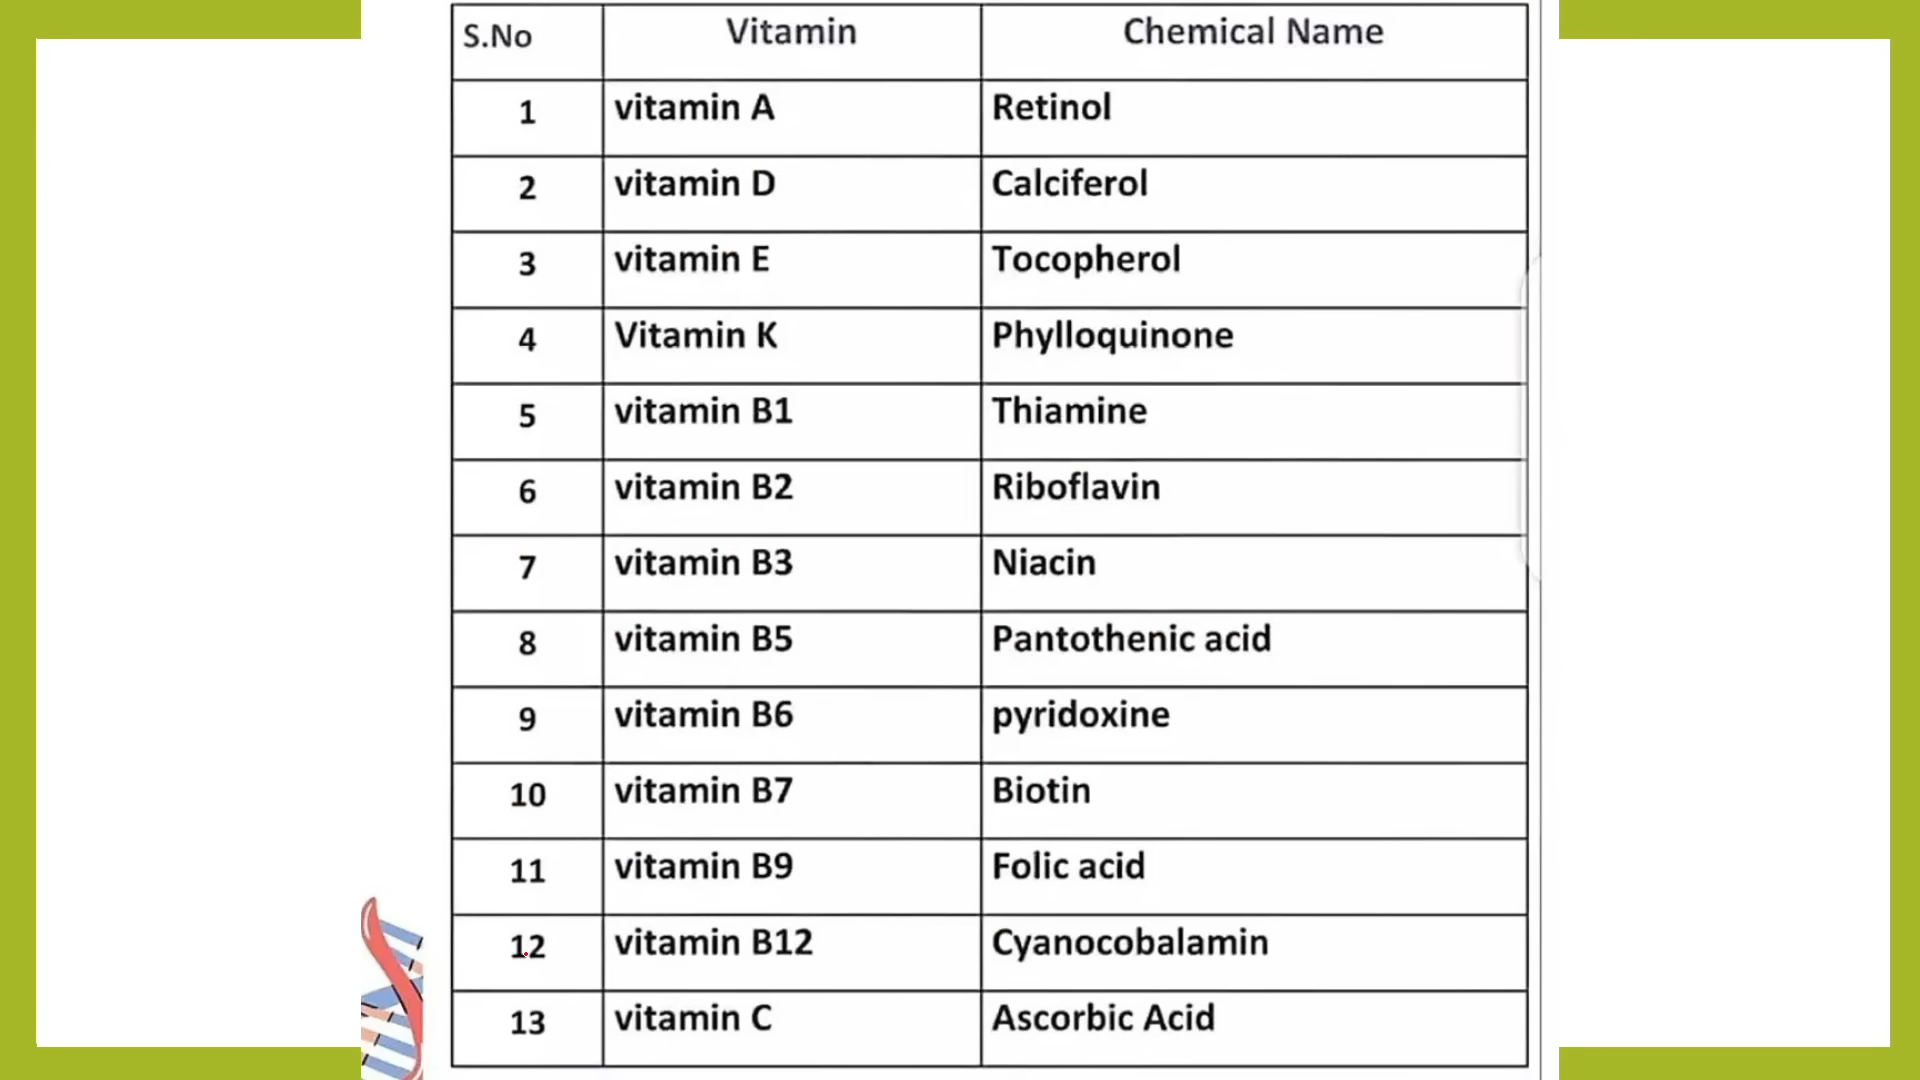 S.No Vitamin Chemical Name
1 vitamin A Retinol
2 vitamin D Calciferol
3 vitamin E Tocopherol
4 Vitamin K Phylloquinone
5 vitamin B1 Thiamine
6 vitamin B2 Riboflavin
7 vitamin B3 Niacin
8 vitamin B5 Pantothenic acid
9 vitamin B6 pyridoxine
10 vitamin B7 Biotin
11 vitamin B9 Folic acid
12 vitamin B12 Cyanocobalamin
13 vitamin C Ascorbic Acid